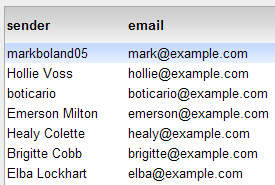 sender email
markboland05 mark@example.com
Hollie Voss hollie@example.com
boticario boticario@example.com
Emerson Milton emerson@example.com
Healy Colette healy@example.com
Brigitte Cobb brigitte@example.com
Elba Lockhart elba@example.com